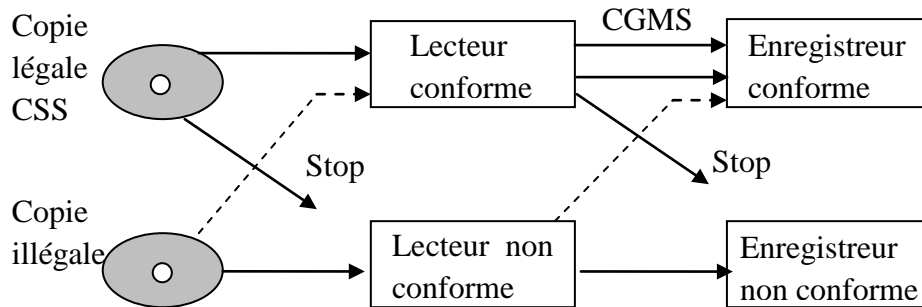 Copie
légale
CSS
Lecteur
conforme
CGMS
Enregistreur
conforme
Stop
Stop
Copie
illégale
Lecteur non
conforme
Enregistreur
non conforme